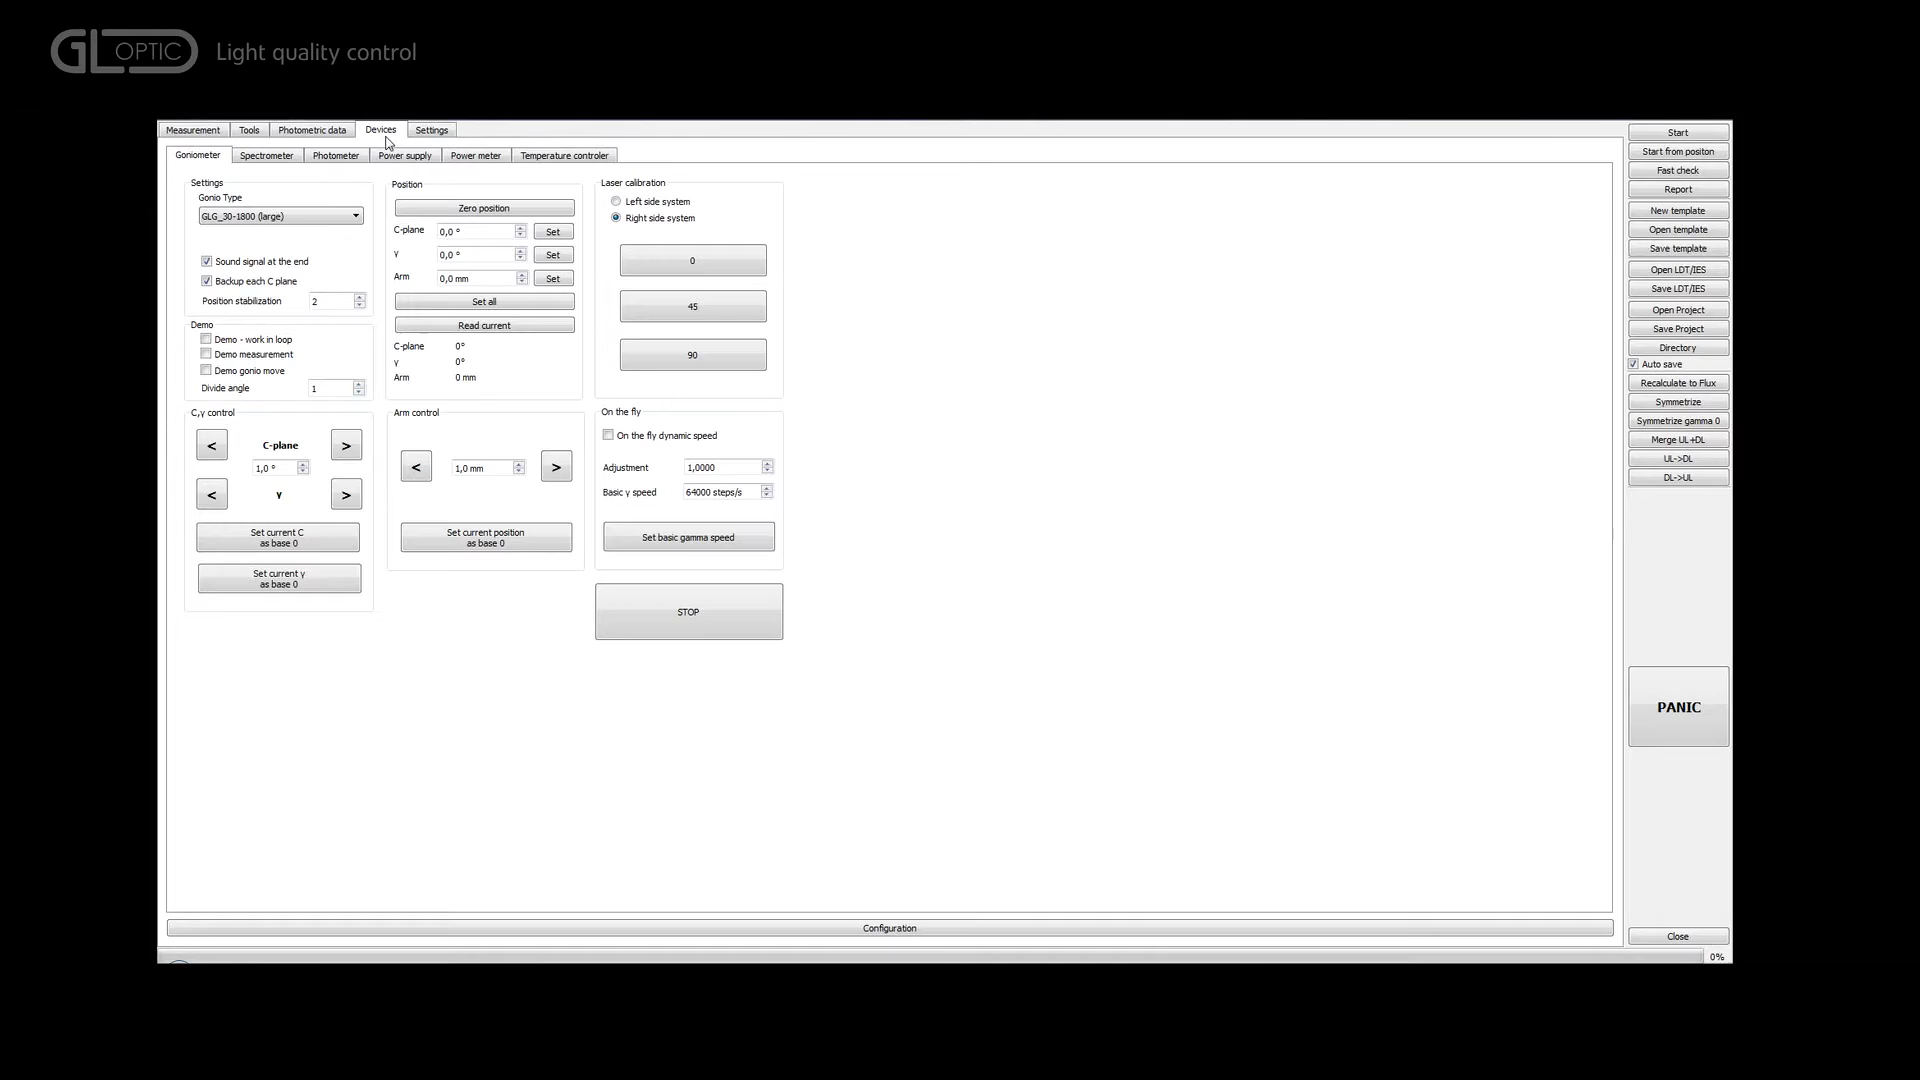 GL OPTIC Light quality control
Measurement Tools Photometric data Devices Settings
Goniometer Spectrometer Photometer Power supply Power meter Temperature controler
Settings
Gonio Type
GLG_30-1800 (large)
Sound signal at the end
Backup each C plane
Position stabilization 2
Demo
Demo - work in loop
Demo measurement
Demo gonio move
Divide angle 1
C,γ control
< C-plane >
1,0 °
< γ >
Set current C
as base 0
Set current γ
as base 0
Position
Zero position
C-plane 0,0 ° Set
γ 0,0 ° Set
Arm 0,0 mm Set
Set all
Read current
C-plane 0°
γ 0°
Arm 0 mm
Arm control
< 1,0 mm >
Set current position
as base 0
Laser calibration
Left side system
Right side system
0
45
90
On the fly
On the fly dynamic speed
Adjustment 1,0000
Basic γ speed 64000 steps/s
Set basic gamma speed
STOP
Configuration
Start
Start from positon
Fast check
Report
New template
Open template
Save template
Open LDT/IES
Save LDT/IES
Open Project
Save Project
Directory
Auto save
Recalculate to Flux
Symmetrize
Symmetrize gamma 0
Merge UL+DL
UL->DL
DL->UL
PANIC
Close
0%